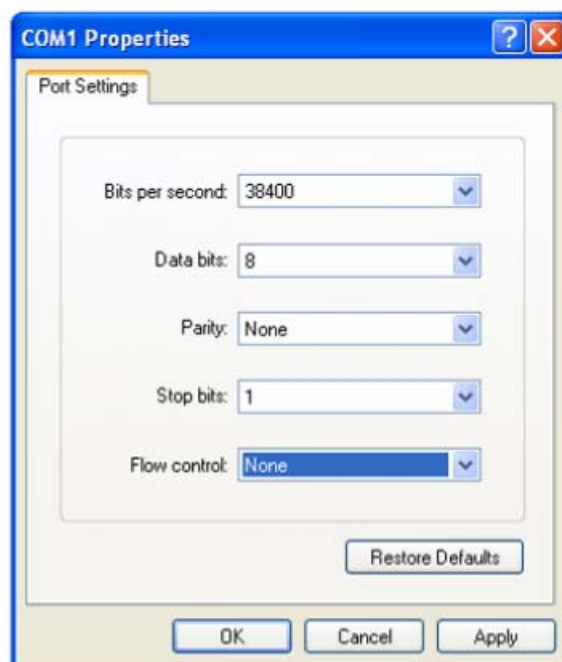 COM1 Properties
Port Settings
Bits per second: 38400
Data bits: 8
Parity: None
Stop bits: 1
Flow control: None
Restore Defaults
OK Cancel Apply